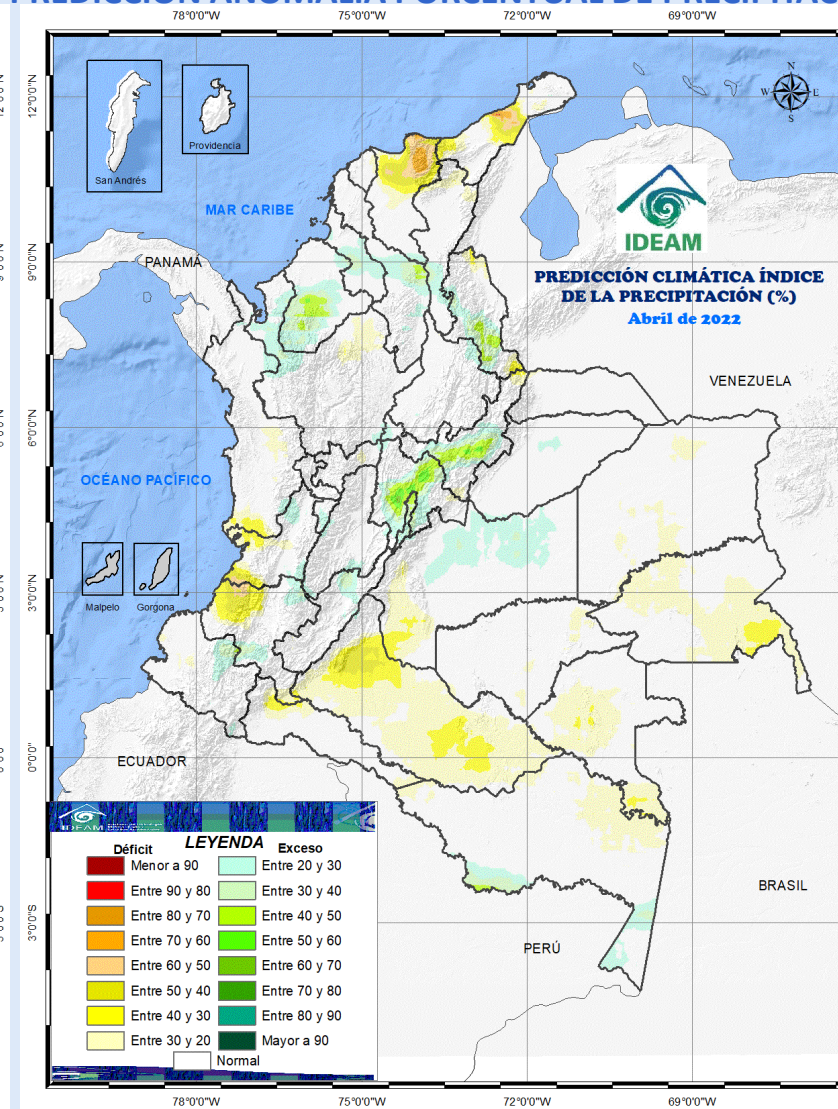 PREDICCIÓN ANOMALÍA PORCENTUAL DE PRECIPITAC
78°0'0"W 75°0'0"W 72°0'0"W 69°0'0"W
12°0'0"N
9°0'0"N
6°0'0"N
3°0'0"N
0°0'0"
3°0'0"S
N
W E
S
San Andrés
Providencia
MAR CARIBE
IDEAM
PANAMÁ
PREDICCIÓN CLIMÁTICA ÍNDICE
DE LA PRECIPITACIÓN (%)
Abril de 2022
VENEZUELA
OCÉANO PACÍFICO
Malpelo Gorgona
ECUADOR
BRASIL
PERÚ
IDEAM
LEYENDA
Déficit Exceso
Menor a 90 Entre 20 y 30
Entre 90 y 80 Entre 30 y 40
Entre 80 y 70 Entre 40 y 50
Entre 70 y 60 Entre 50 y 60
Entre 60 y 50 Entre 60 y 70
Entre 50 y 40 Entre 70 y 80
Entre 40 y 30 Entre 80 y 90
Entre 30 y 20 Mayor a 90
Normal
78°0'0"W 75°0'0"W 72°0'0"W 69°0'0"W